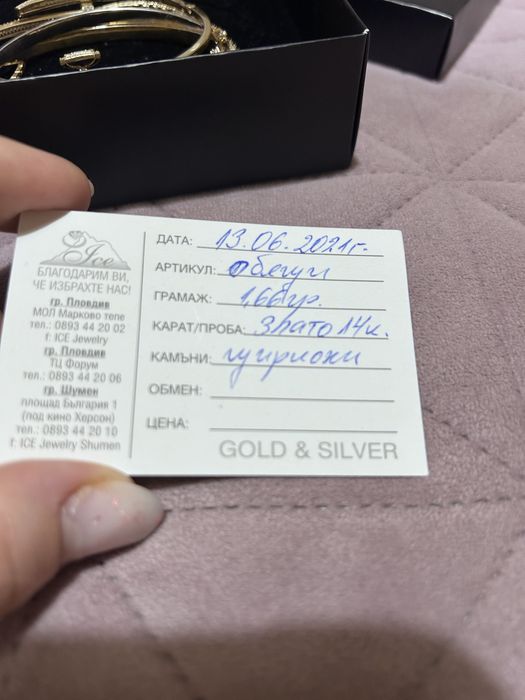 Ice
БЛАГОДАРИМ ВИ,
ЧЕ ИЗБРАХТЕ НАС!
гр. Пловдив
МОЛ Марково тепе
тел.: 0893 44 20 02
f: ICE Jewelry
гр. Пловдив
ТЦ Форум
тел.: 0893 44 20 06
гр. Шумен
площад България 1
(под кино Херсон)
тел.: 0893 44 20 10
f: ICE Jewelry Shumen
ДАТА: 13.06.2021г.
АРТИКУЛ: обеци
ГРАМАЖ: 1,66гр.
КАРАТ/ПРОБА: Злато 14к.
КАМЪНИ: циркони
ОБМЕН:
ЦЕНА:
GOLD & SILVER